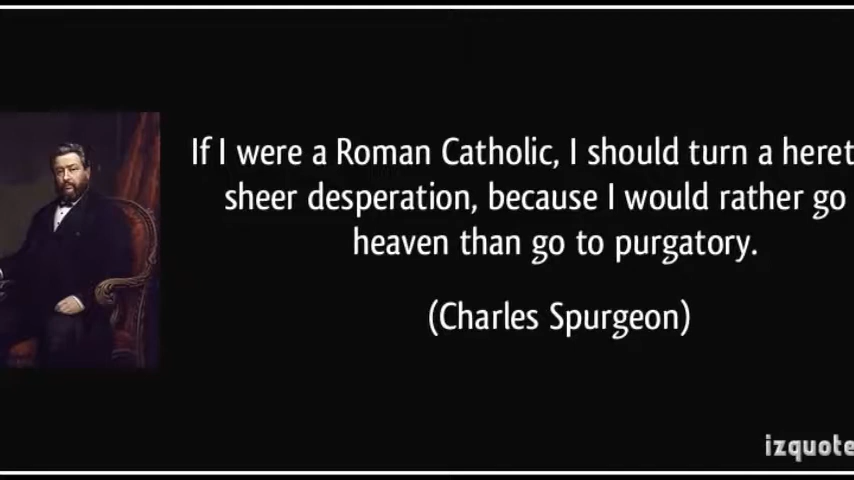 If I were a Roman Catholic, I should turn a heret
sheer desperation, because I would rather go
heaven than go to purgatory.
(Charles Spurgeon)
izquote